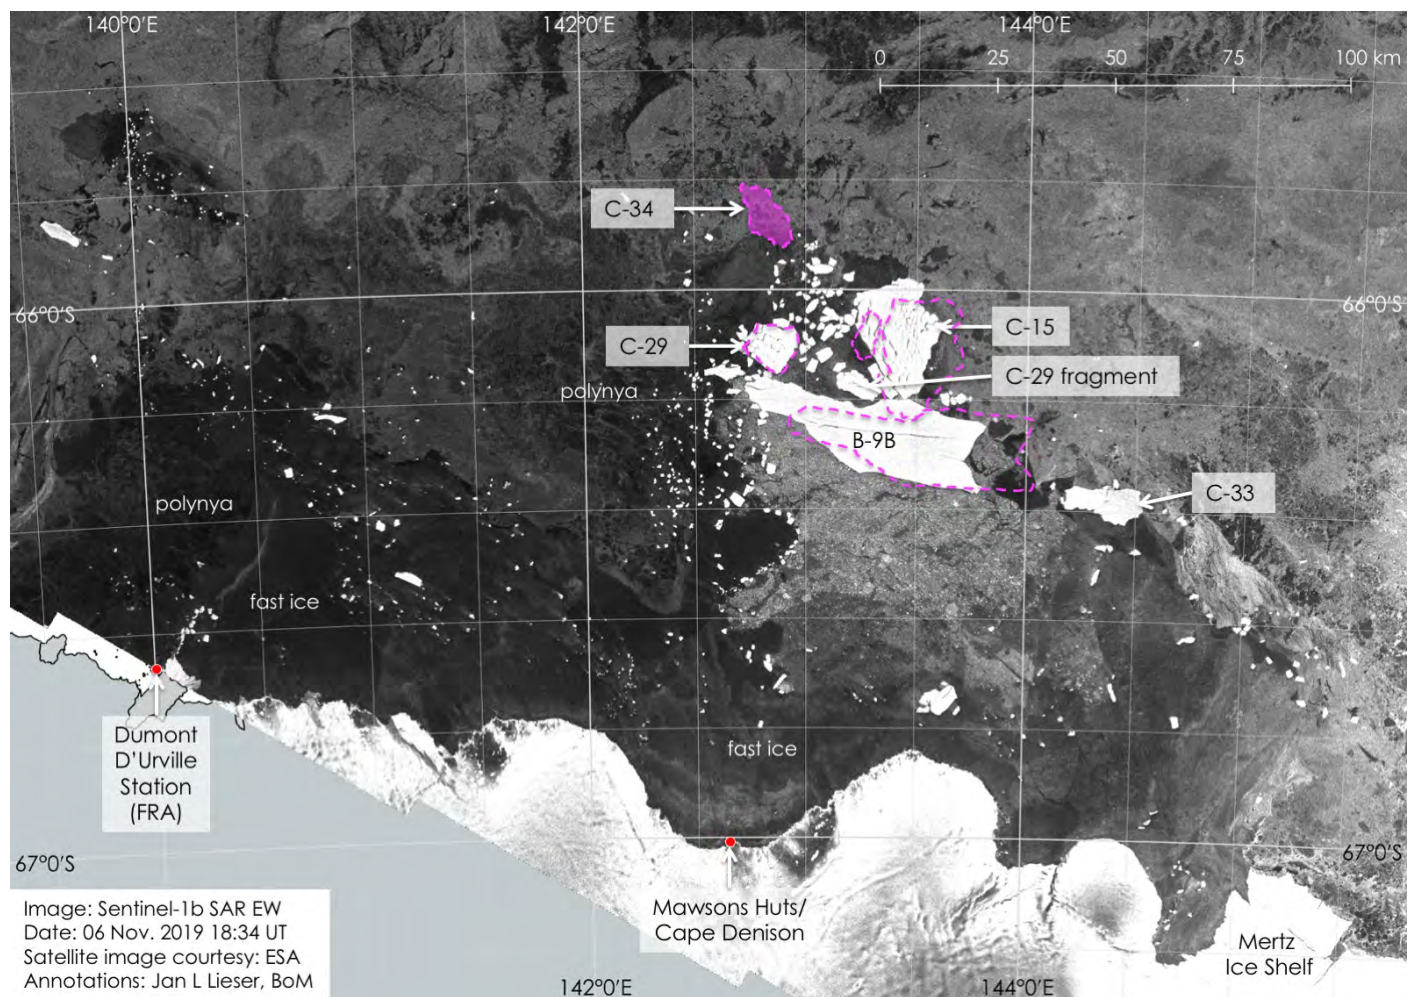 140°0'E
142°0'E
144°0'E
0
25
50
75
100 km
C-34
66°0'S
66°0'S
C-15
C-29
C-29 fragment
polynya
B-9B
C-33
polynya
fast ice
Dumont
D'Urville
Station
(FRA)
fast ice
67°0'S
67°0'S
Mawsons Huts/
Cape Denison
Mertz
Ice Shelf
Image: Sentinel-1b SAR EW
Date: 06 Nov. 2019 18:34 UT
Satellite image courtesy: ESA
Annotations: Jan L Lieser, BoM
142°0'E
144°0'E